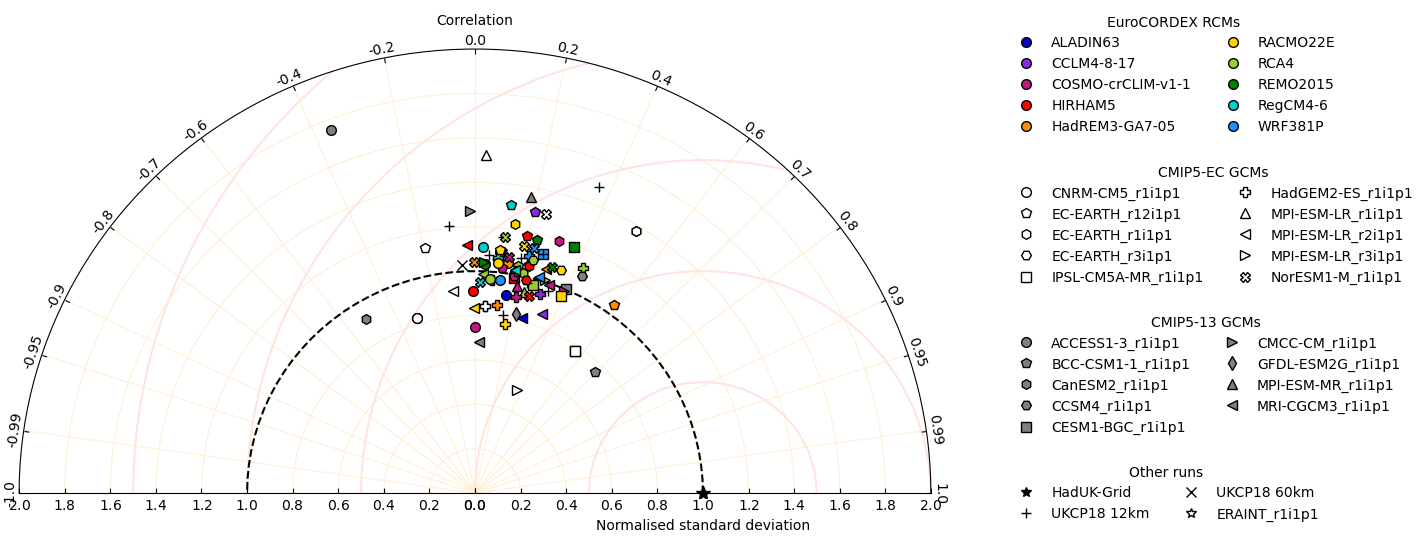 Correlation
0.0
-0.2
0.2
-0.4
0.4
-0.6
0.6
-0.7
0.7
-0.8
0.8
-0.9
0.9
-0.95
0.95
-0.99
0.99
-1.0
1.0
2.0 1.8 1.6 1.4 1.2 1.0 0.8 0.6 0.4 0.2 0.0 0.2 0.4 0.6 0.8 1.0 1.2 1.4 1.6 1.8 2.0
Normalised standard deviation
EuroCORDEX RCMs
ALADIN63 RACMO22E
CCLM4-8-17 RCA4
COSMO-crCLIM-v1-1 REMO2015
HIRHAM5 RegCM4-6
HadREM3-GA7-05 WRF381P
CMIP5-EC GCMs
CNRM-CM5_r1i1p1 HadGEM2-ES_r1i1p1
EC-EARTH_r12i1p1 MPI-ESM-LR_r1i1p1
EC-EARTH_r1i1p1 MPI-ESM-LR_r2i1p1
EC-EARTH_r3i1p1 MPI-ESM-LR_r3i1p1
IPSL-CM5A-MR_r1i1p1 NorESM1-M_r1i1p1
CMIP5-13 GCMs
ACCESS1-3_r1i1p1 CMCC-CM_r1i1p1
BCC-CSM1-1_r1i1p1 GFDL-ESM2G_r1i1p1
CanESM2_r1i1p1 MPI-ESM-MR_r1i1p1
CCSM4_r1i1p1 MRI-CGCM3_r1i1p1
CESM1-BGC_r1i1p1
Other runs
HadUK-Grid UKCP18 60km
UKCP18 12km ERAINT_r1i1p1